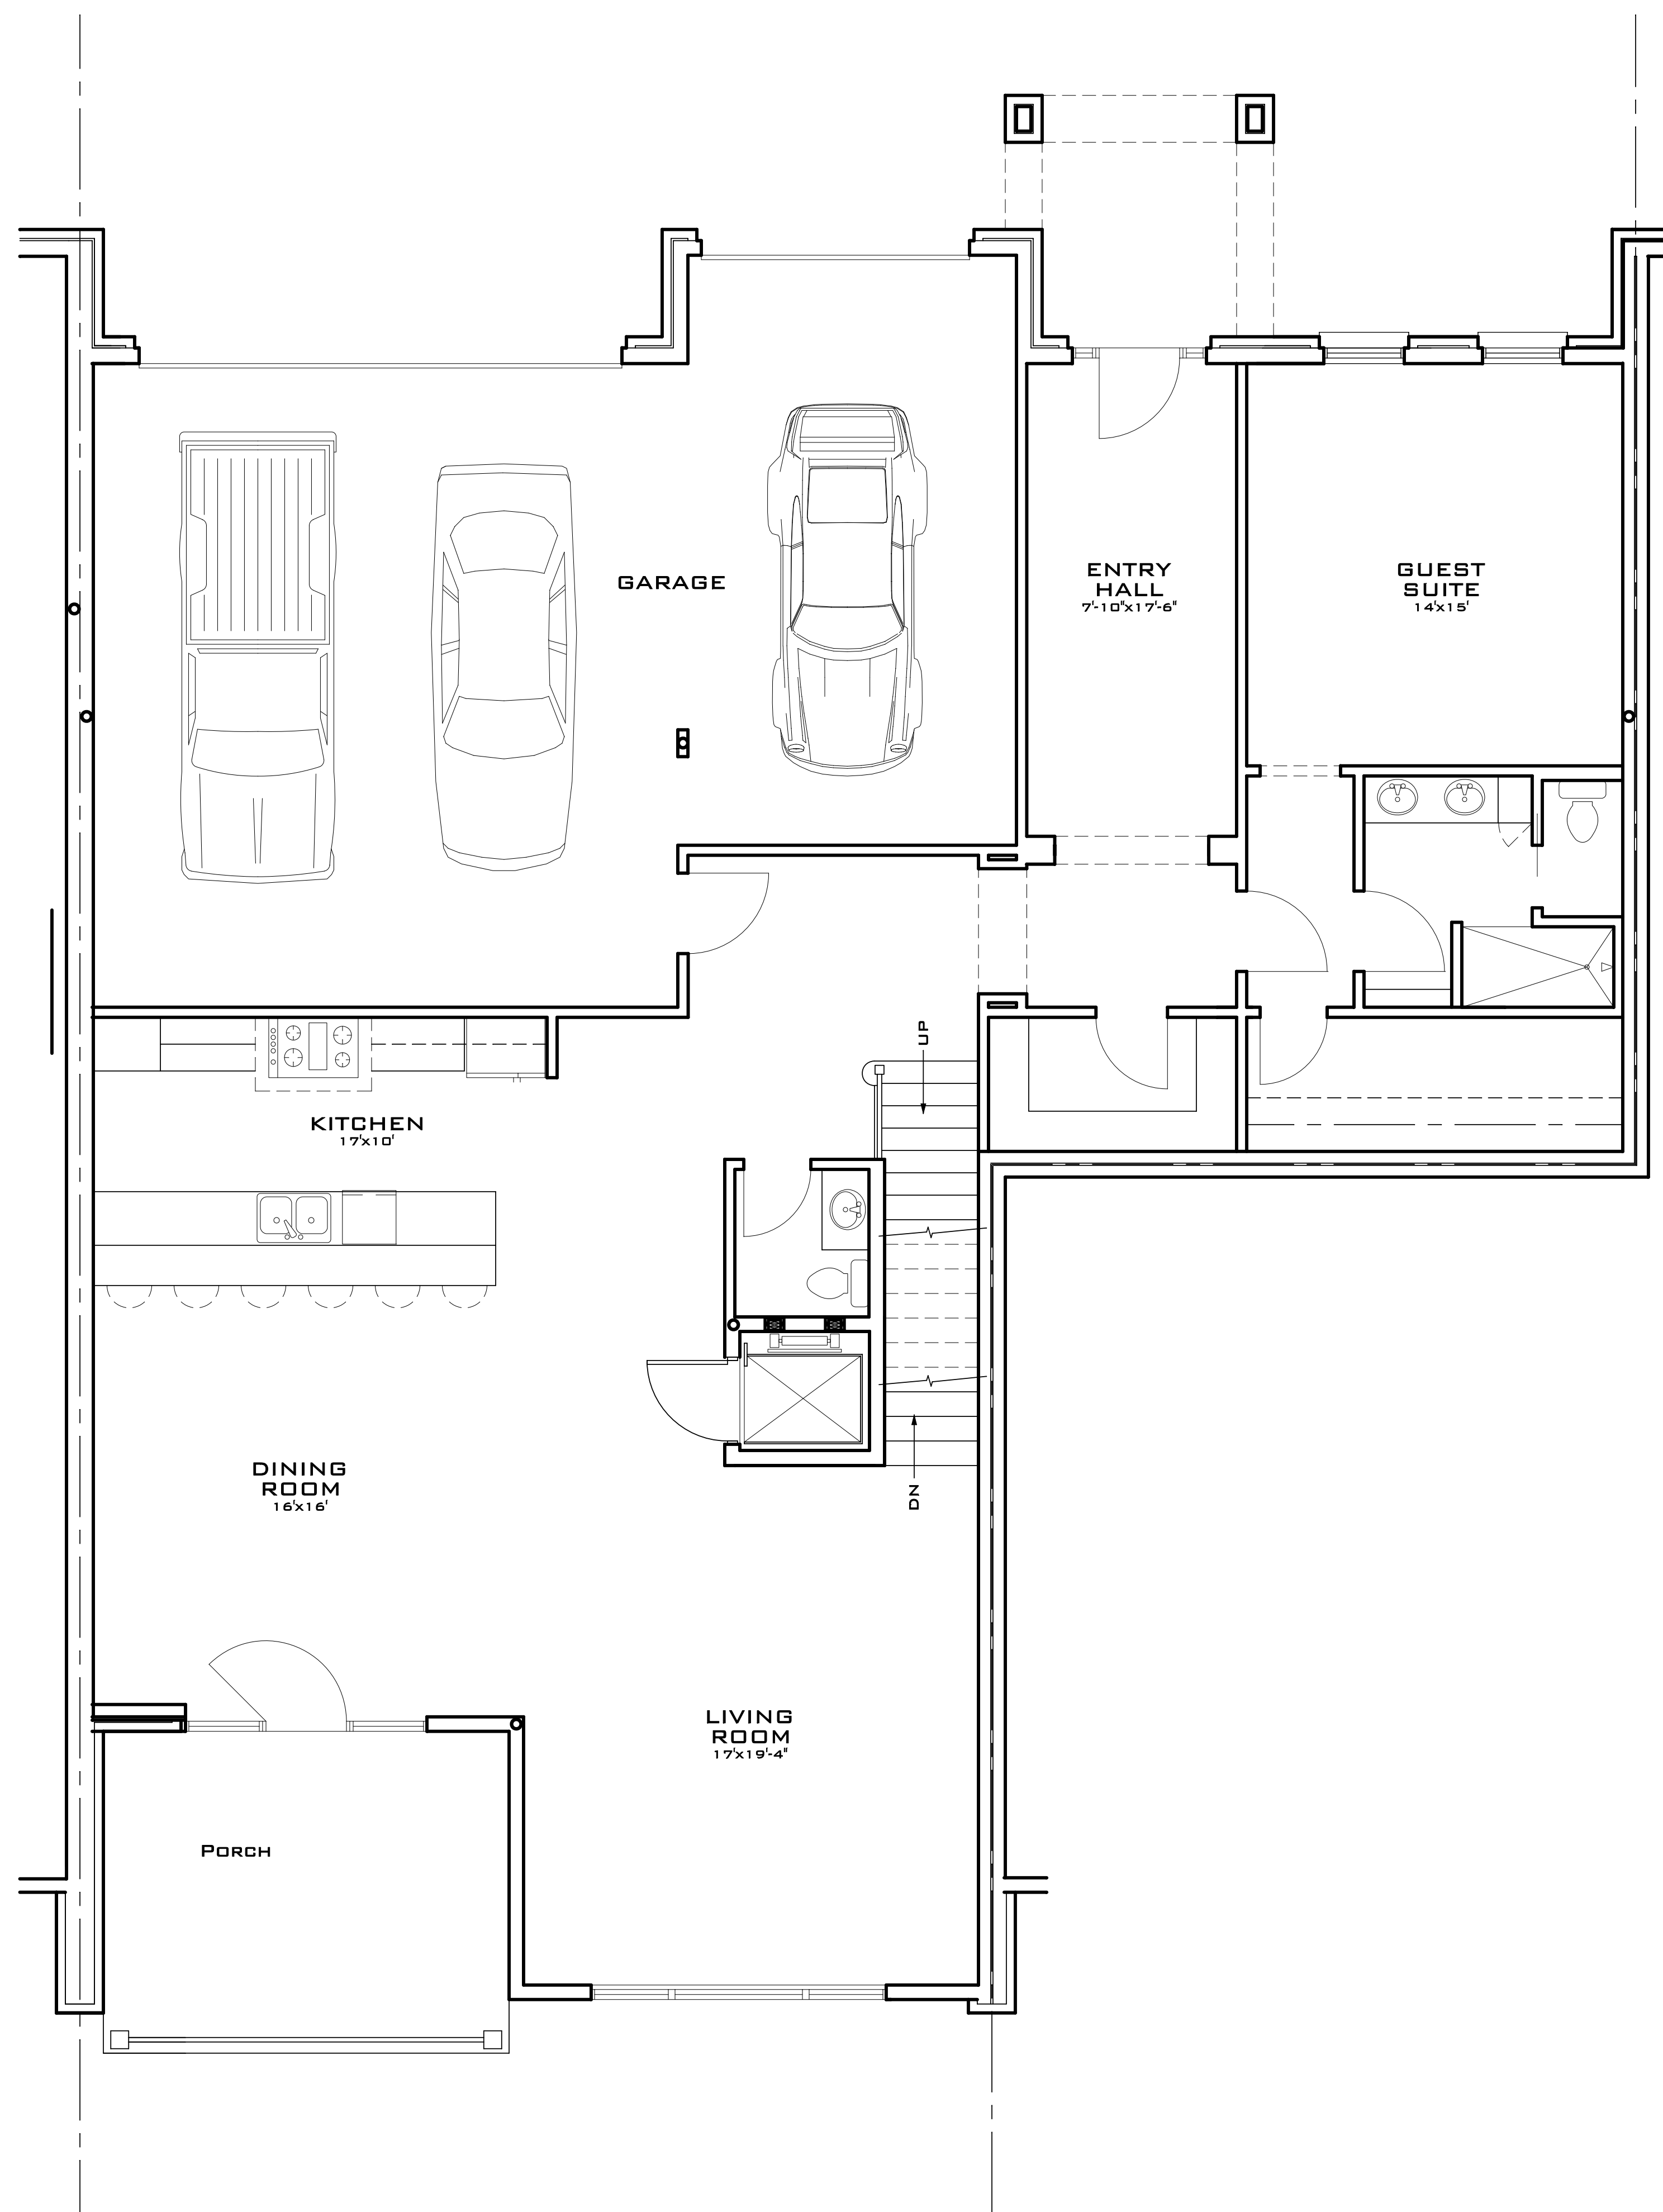 GARAGE
ENTRY
HALL
7'-10"x17'-6"
GUEST
SUITE
14'x15'
UP
KITCHEN
17'x10'
DINING
ROOM
16'x16'
DN
LIVING
ROOM
17'x19'-4"
PORCH